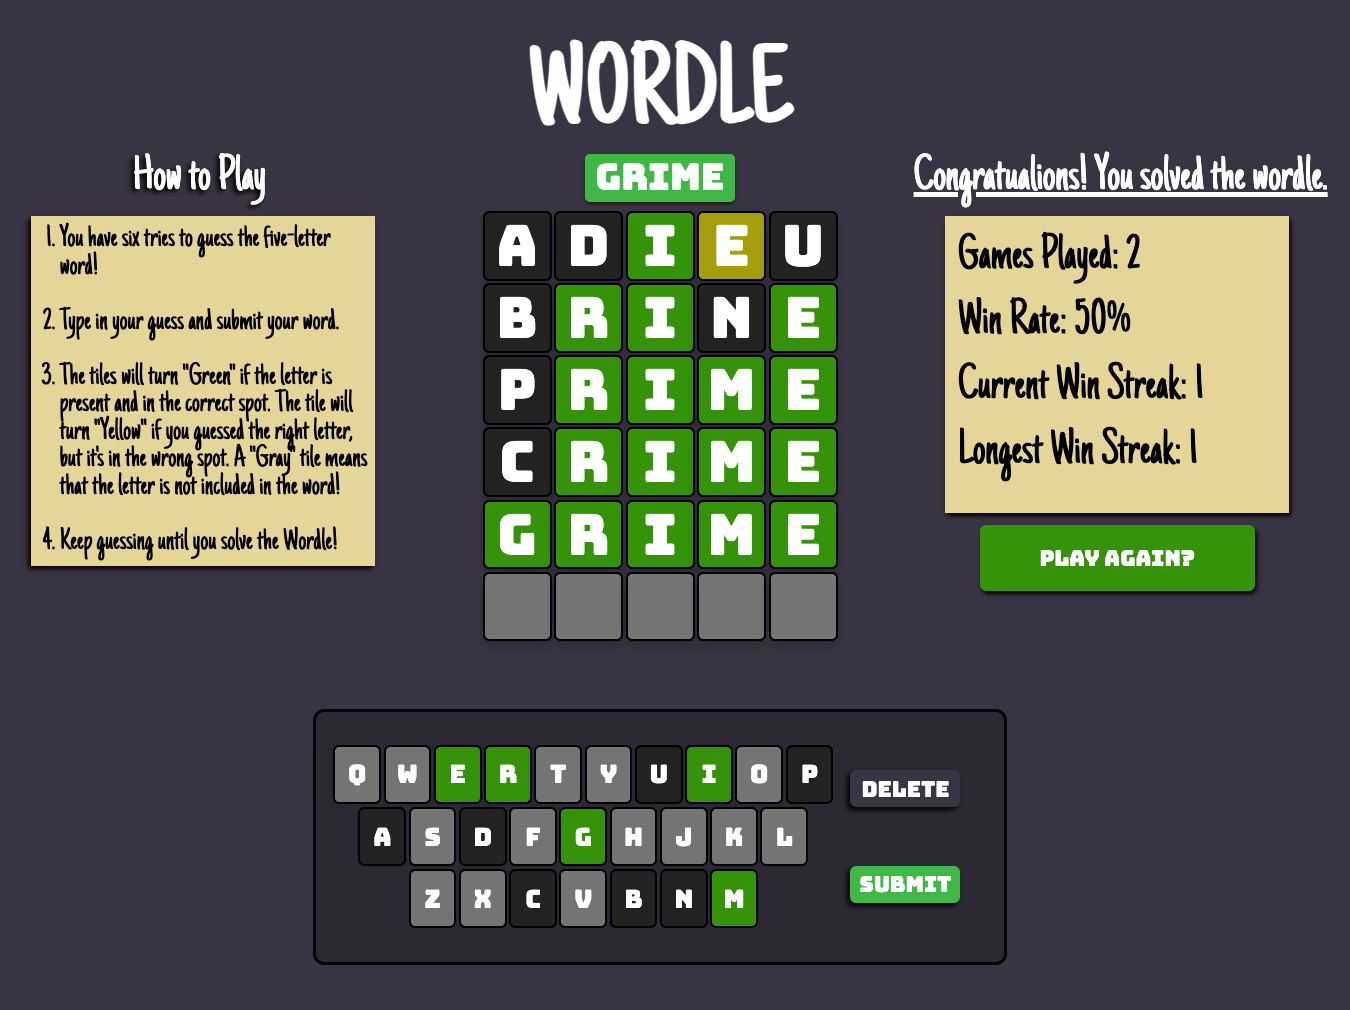 WORDLE
How to Play
1. You have six tries to guess the five-letter
word!
2. Type in your guess and submit your word.
3. The tiles will turn "Green" if the letter is
present and in the correct spot. The tile will
turn "Yellow" if you guessed the right letter,
but it's in the wrong spot. A "Gray" tile means
that the letter is not included in the word!
4. Keep guessing until you solve the Wordle!
GRIME
A D I E U
B R I N E
P R I M E
C R I M E
G R I M E
Congratualions! You solved the wordle.
Games Played: 2
Win Rate: 50%
Current Win Streak: 1
Longest Win Streak: 1
PLAY AGAIN?
Q W E R T Y U I O P
A S D F G H J K L
Z X C V B N M
DELETE
SUBMIT